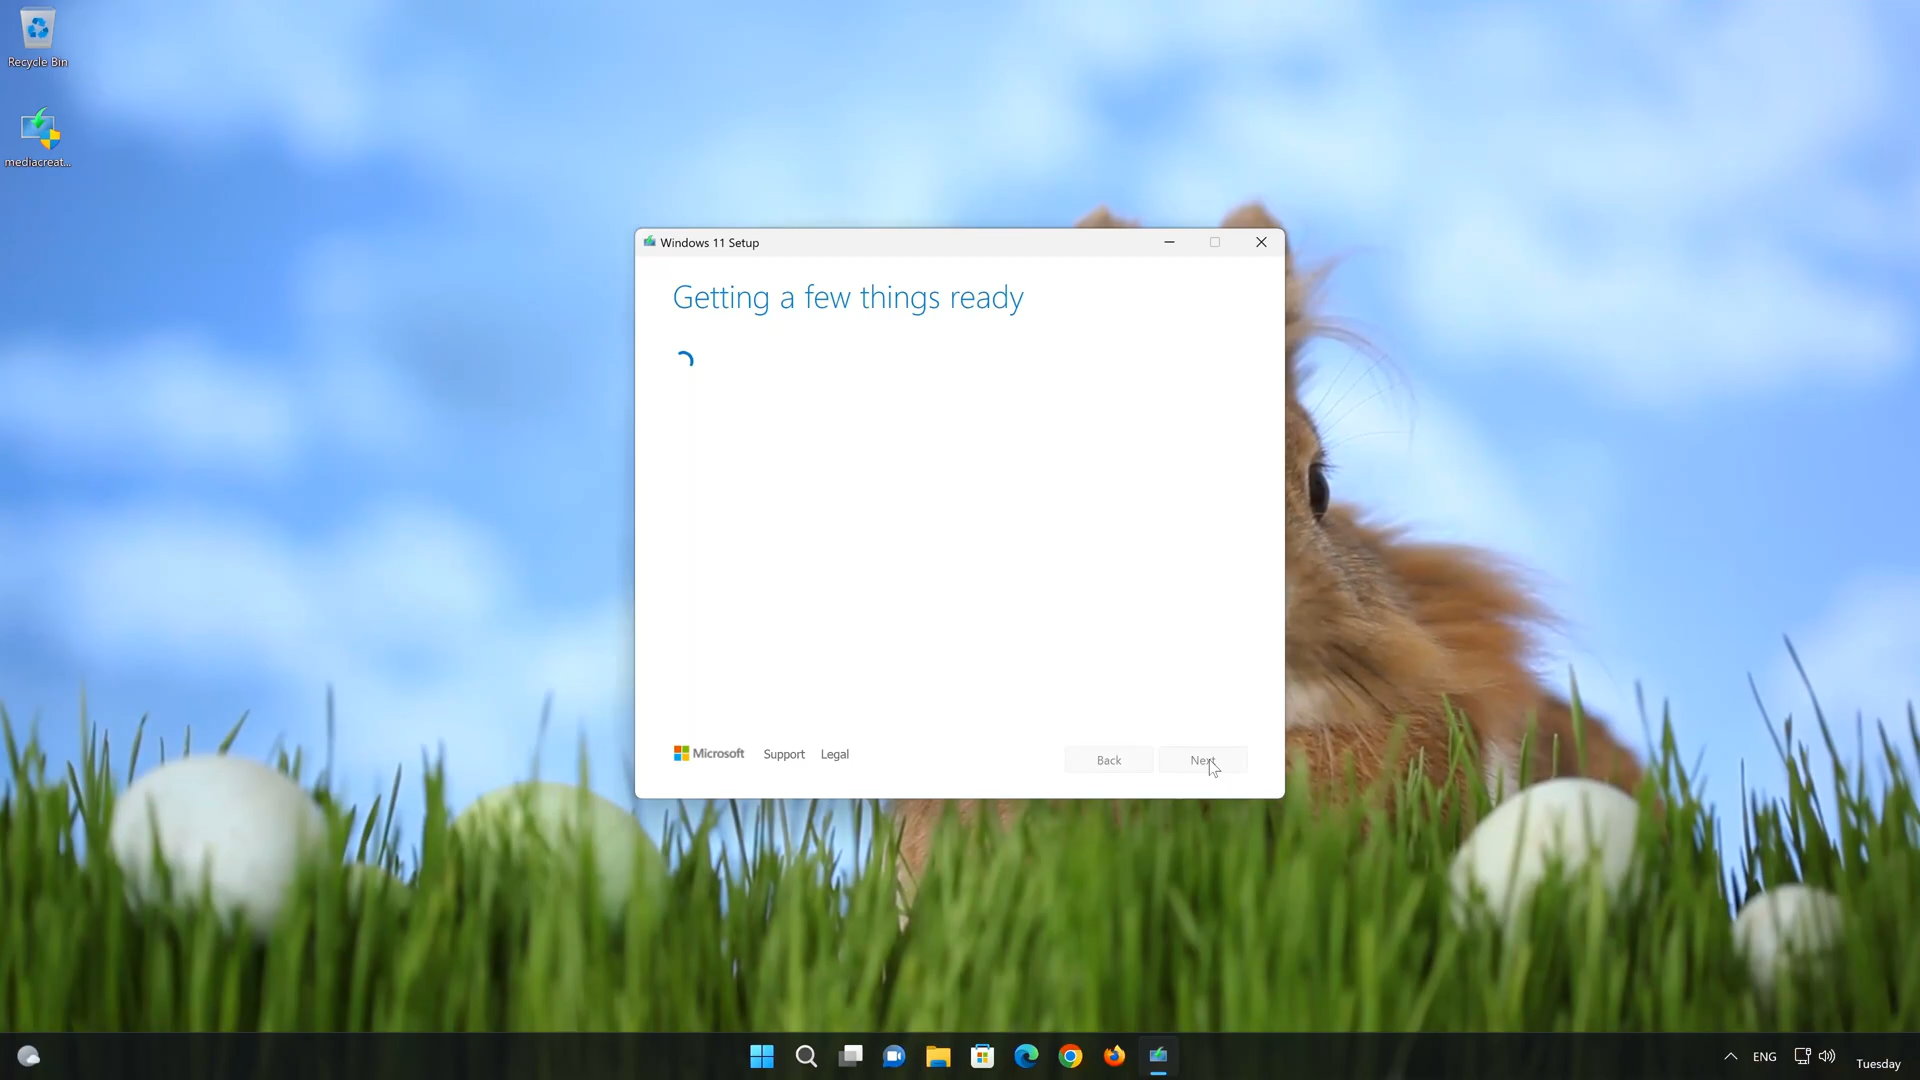 Recycle Bin
mediacreat...
Windows 11 Setup
Getting a few things ready
Microsoft
Support
Legal
Back
Next
ENG
Tuesday